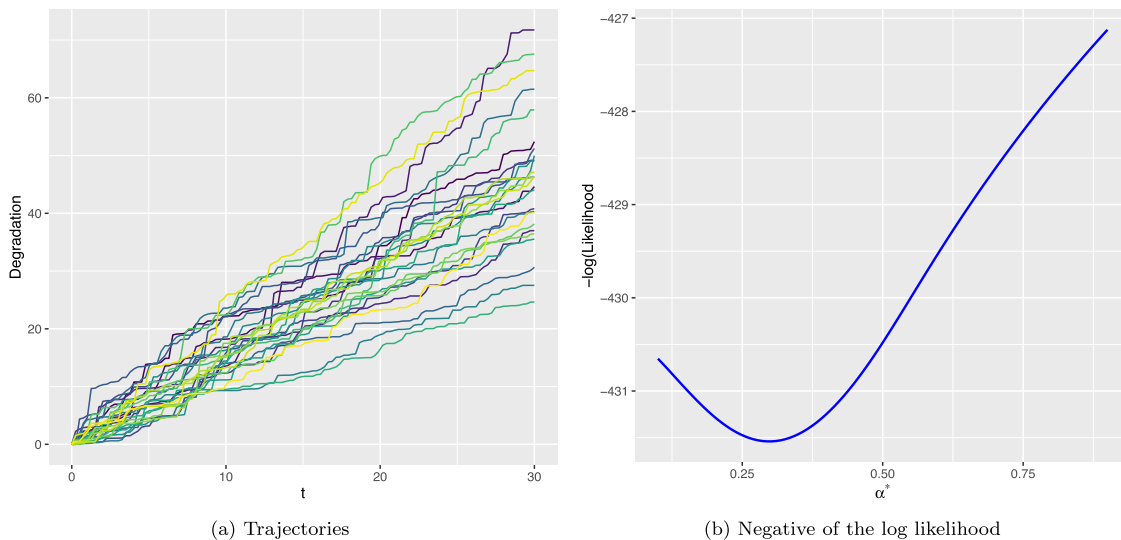 Degradation
60
40
20
0
0 10 20 30
t
(a) Trajectories
−log(Likelihood)
−427
−428
−429
−430
−431
0.25 0.50 0.75
α*
(b) Negative of the log likelihood